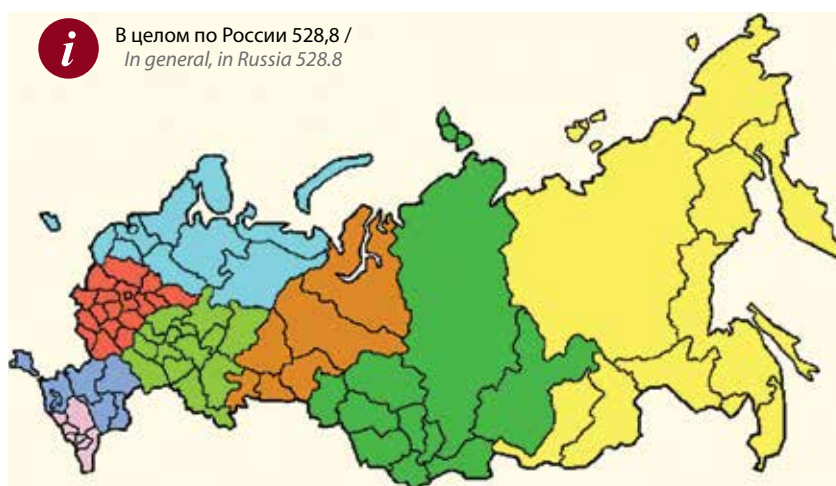 i
В целом по России 528,8 /
In general, in Russia 528.8